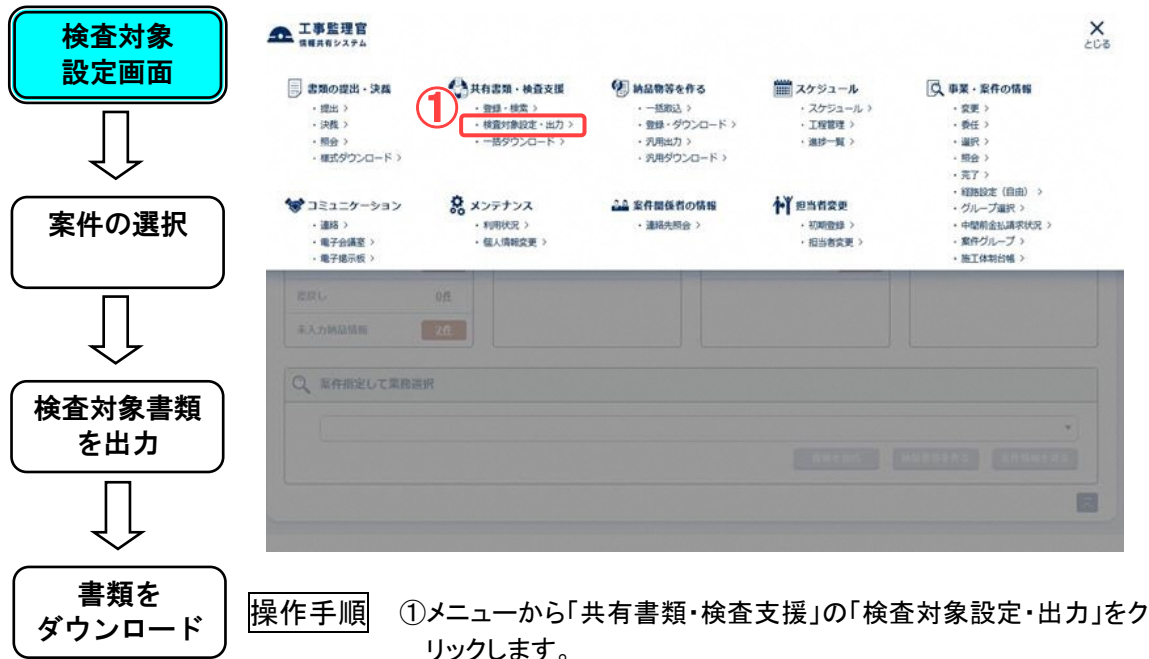 検査対象
設定画面
案件の選択
検査対象書類
を出力
書類を
ダウンロード
工事監理官
情報共有システム
とじる
書類の提出・決裁
・提出 >
・決裁 >
・照会 >
・様式ダウンロード >
①
共有書類・検査支援
・登録・検索 >
・検査対象設定・出力 >
・一括ダウンロード >
納品物等を作る
・一括取込 >
・登録・ダウンロード >
・汎用出力 >
・汎用ダウンロード >
スケジュール
・スケジュール >
・工程管理 >
・進捗一覧 >
事業・案件の情報
・変更 >
・委任 >
・選択 >
・照会 >
・完了 >
・経路設定（自由） >
・グループ選択 >
・中間前金払請求状況 >
・案件グループ >
・施工体制台帳 >
コミュニケーション
・連絡 >
・電子会議室 >
・電子掲示板 >
メンテナンス
・利用状況 >
・個人情報変更 >
案件関係者の情報
・連絡先照会 >
担当者変更
・初期登録 >
・担当者変更 >
差戻し 0件
未入力納品情報 2件
案件指定して業務選択
操作手順 ①メニューから「共有書類・検査支援」の「検査対象設定・出力」をク
リックします。